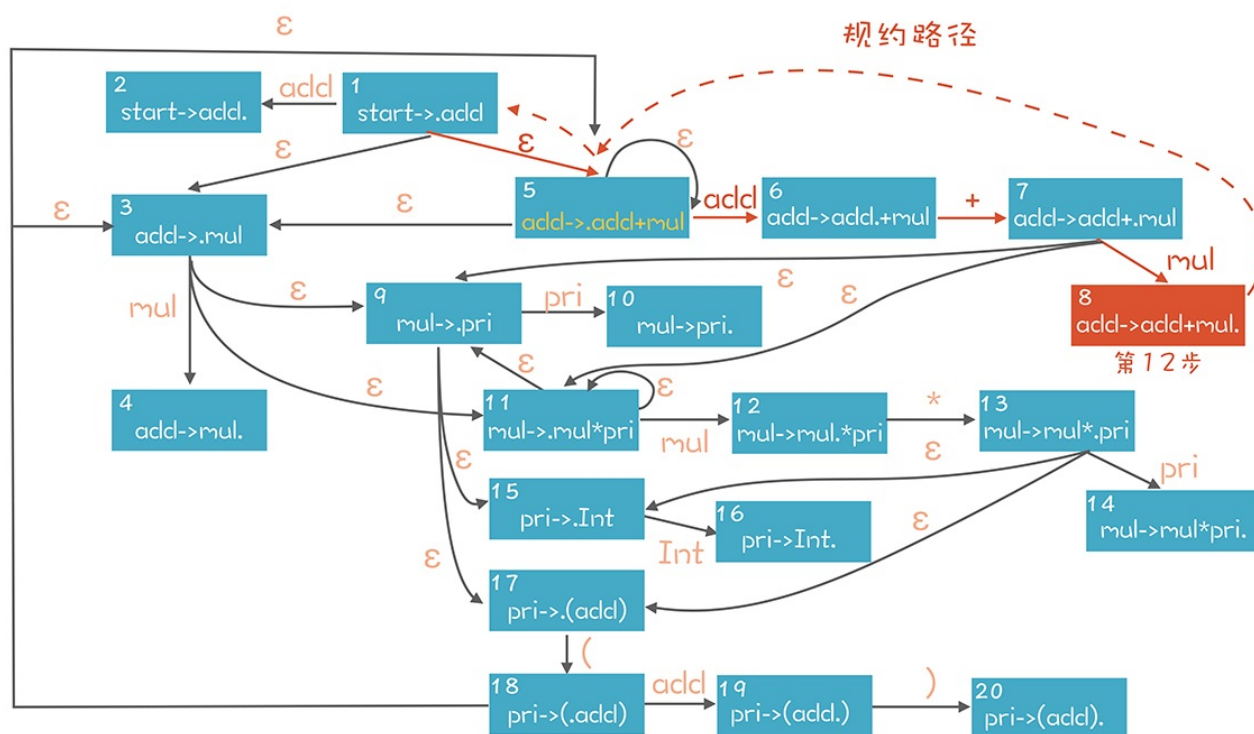 ε
规约路径
2
start->add.
add
1
start->.add
ε
ε
ε
ε
3
add->.mul
ε
5
add->.add+mul
add
6
add->add.+mul
+
7
add->add+.mul
mul
mul
ε
9
mul->.pri
pri
10
mul->pri.
ε
ε
8
add->add+mul.
第12步
4
add->mul.
ε
ε
11
mul->.mul*pri
ε
mul
12
mul->mul.*pri
*
13
mul->mul*.pri
ε
15
pri->.Int
Int
16
pri->Int.
ε
ε
pri
14
mul->mul*pri.
ε
17
pri->.(add)
(
18
pri->(.add)
add
19
pri->(add.)
)
20
pri->(add).